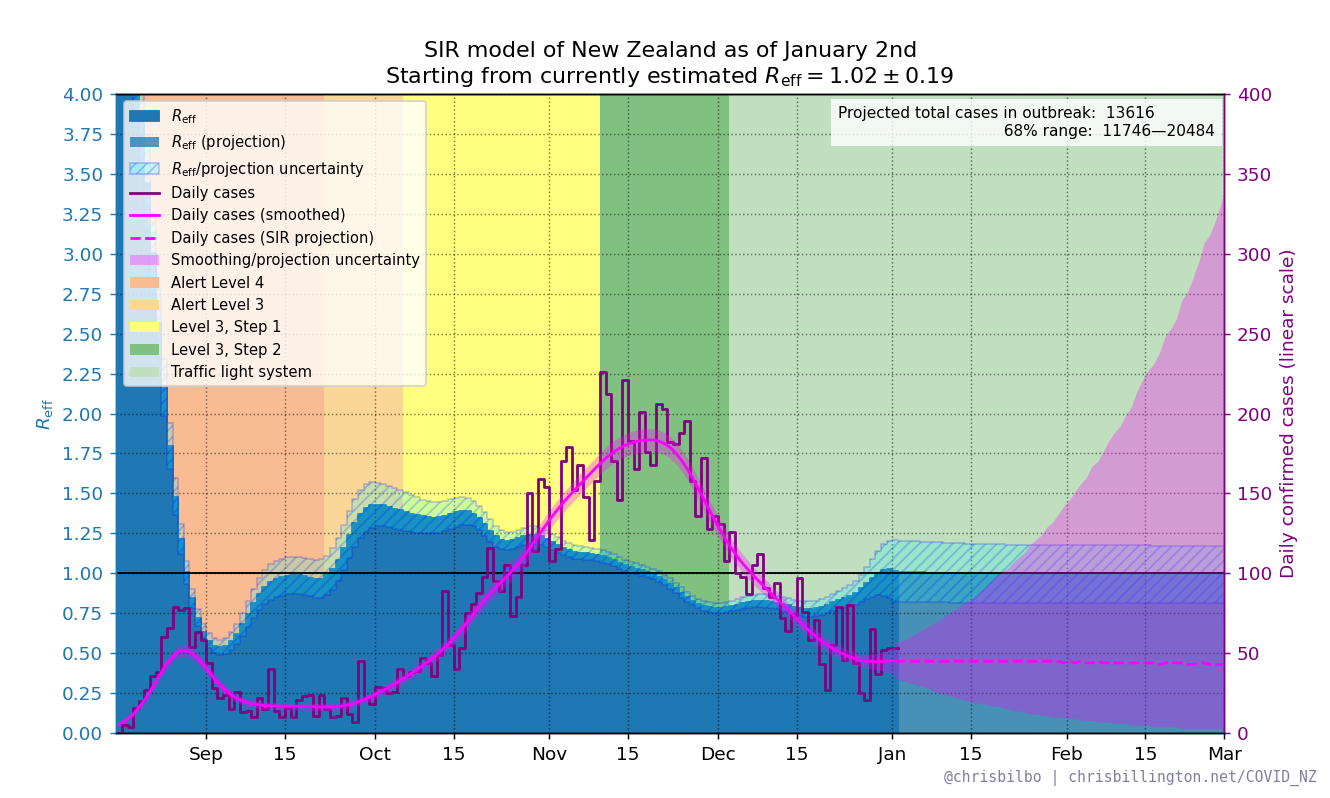 SIR model of New Zealand as of January 2nd
Starting from currently estimated R_eff = 1.02 ± 0.19
4.00
3.75
3.50
3.25
3.00
2.75
2.50
2.25
2.00
1.75
1.50
1.25
1.00
0.75
0.50
0.25
0.00
R_eff
R_eff
R_eff (projection)
R_eff/projection uncertainty
Daily cases
Daily cases (smoothed)
Daily cases (SIR projection)
Smoothing/projection uncertainty
Alert Level 4
Alert Level 3
Level 3, Step 1
Level 3, Step 2
Traffic light system
Projected total cases in outbreak: 13616
68% range: 11746—20484
400
350
300
250
200
150
100
50
0
Daily confirmed cases (linear scale)
Sep 15 Oct 15 Nov 15 Dec 15 Jan 15 Feb 15 Mar
@chrisbilbo | chrisbillington.net/COVID_NZ